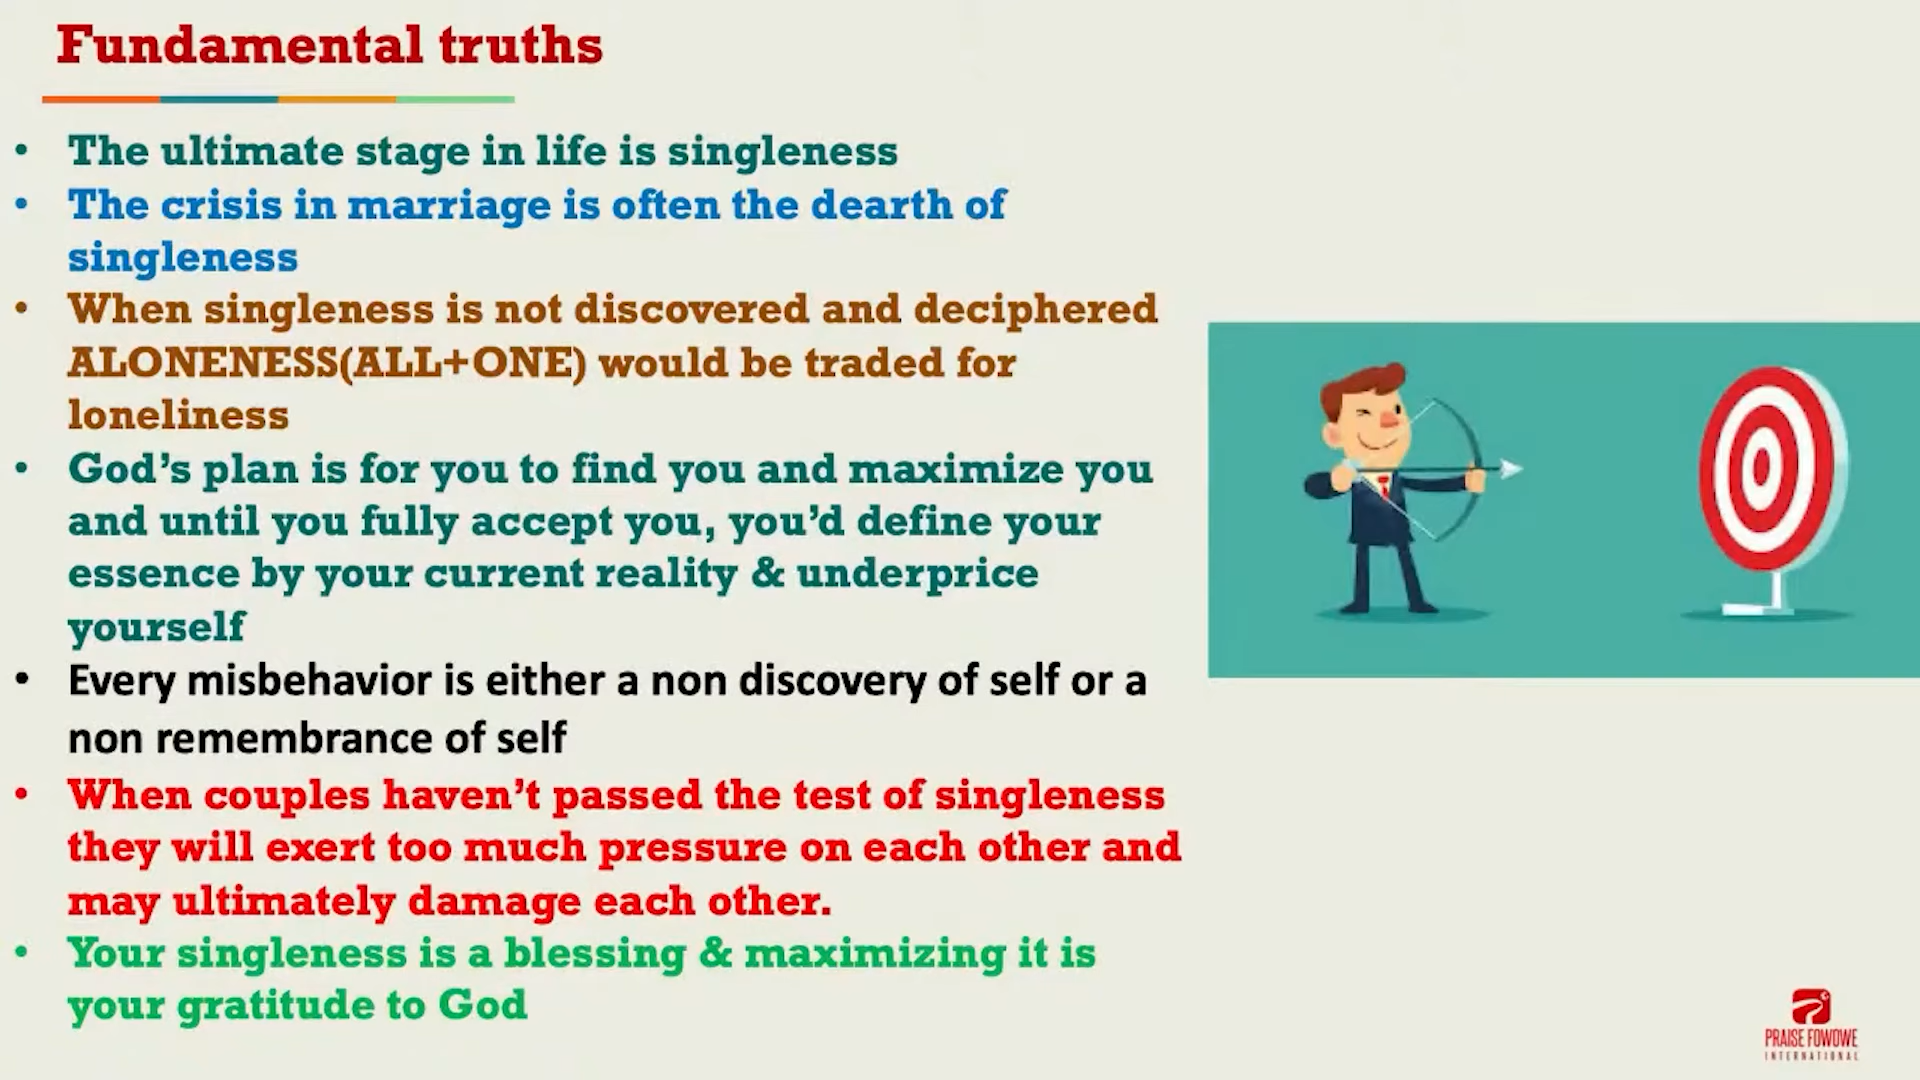 Fundamental truths
• The ultimate stage in life is singleness
• The crisis in marriage is often the dearth of
singleness
• When singleness is not discovered and deciphered
ALONENESS(ALL+ONE) would be traded for
loneliness
• God’s plan is for you to find you and maximize you
and until you fully accept you, you’d define your
essence by your current reality & underprice
yourself
• Every misbehavior is either a non discovery of self or a
non remembrance of self
• When couples haven’t passed the test of singleness
they will exert too much pressure on each other and
may ultimately damage each other.
• Your singleness is a blessing & maximizing it is
your gratitude to God
PRAISE FOWOWE
INTERNATIONAL